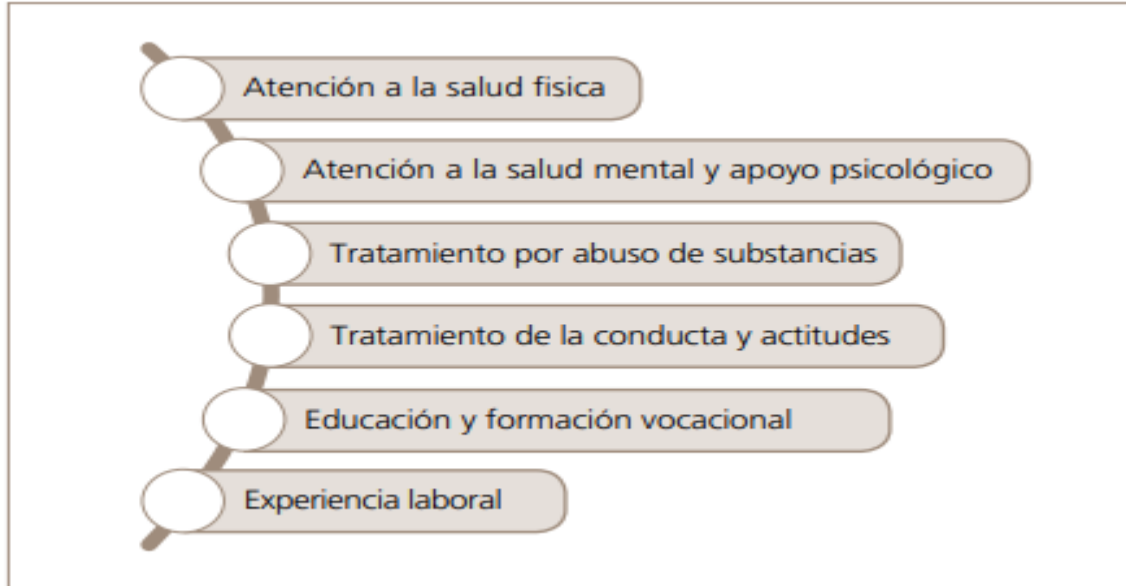 Atención a la salud fisica
Atención a la salud mental y apoyo psicológico
Tratamiento por abuso de substancias
Tratamiento de la conducta y actitudes
Educación y formación vocacional
Experiencia laboral